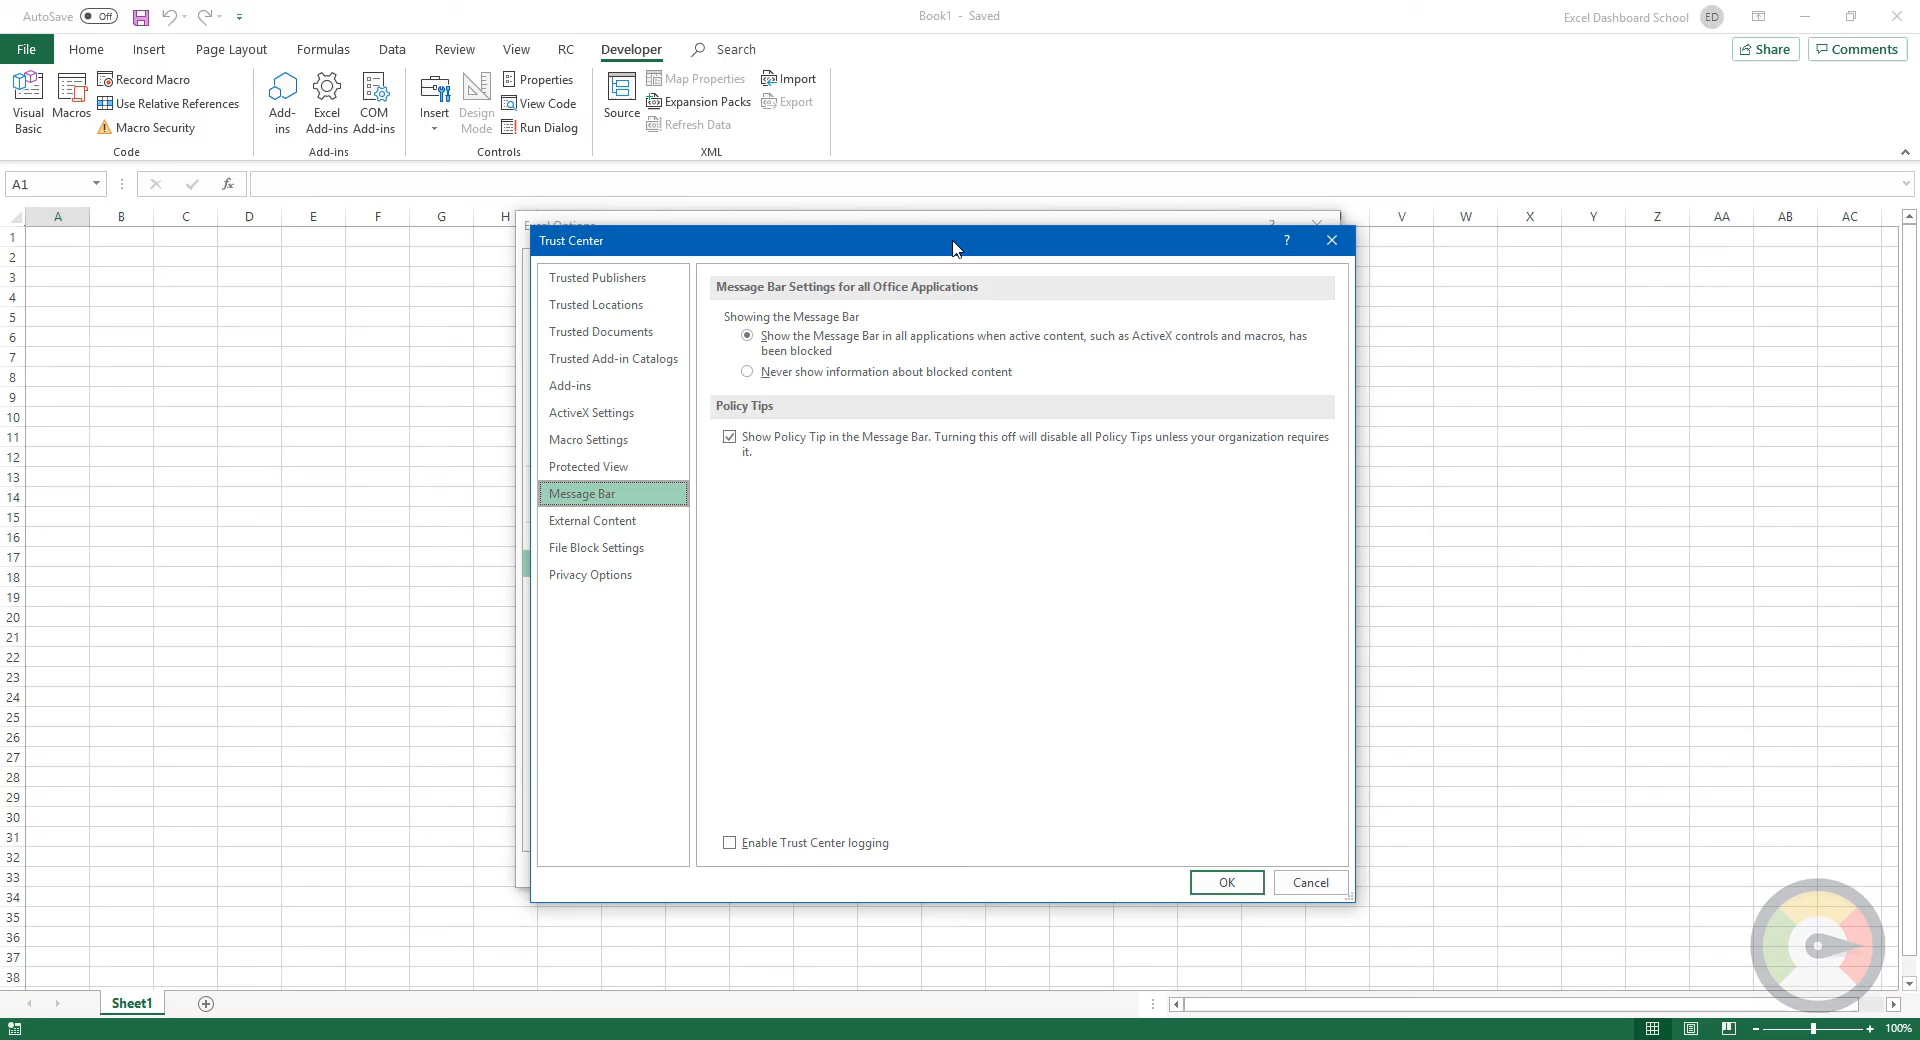 AutoSave Off
Book1 - Saved
Excel Dashboard School ED
File Home Insert Page Layout Formulas Data Review View RC Developer Search
Share Comments
Visual Basic
Macros
Record Macro
Use Relative References
Macro Security
Code
Add-ins
Excel Add-ins
COM Add-ins
Add-ins
Insert
Design Mode
Properties
View Code
Run Dialog
Controls
Source
Map Properties
Expansion Packs
Refresh Data
Import
Export
XML
A1
fx
A B C D E F G H V W X Y Z AA AB AC
1
2
3
4
5
6
7
8
9
10
11
12
13
14
15
16
17
18
19
20
21
22
23
24
25
26
27
28
29
30
31
32
33
34
35
36
37
38
Excel Options
Trust Center
Trusted Publishers
Trusted Locations
Trusted Documents
Trusted Add-in Catalogs
Add-ins
ActiveX Settings
Macro Settings
Protected View
Message Bar
External Content
File Block Settings
Privacy Options
Message Bar Settings for all Office Applications
Showing the Message Bar
Show the Message Bar in all applications when active content, such as ActiveX controls and macros, has
been blocked
Never show information about blocked content
Policy Tips
Show Policy Tip in the Message Bar. Turning this off will disable all Policy Tips unless your organization requires
it.
Enable Trust Center logging
OK Cancel
Sheet1
100%